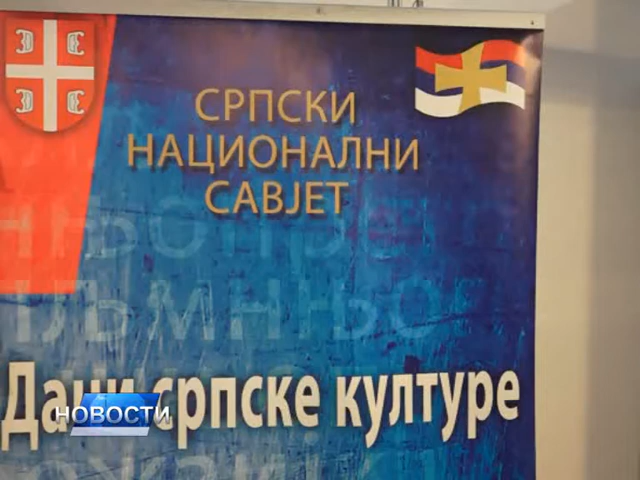 СРПСКИ
НАЦИОНАЛНИ
САВЈЕТ
Дани српске културе
НОВОСТИ